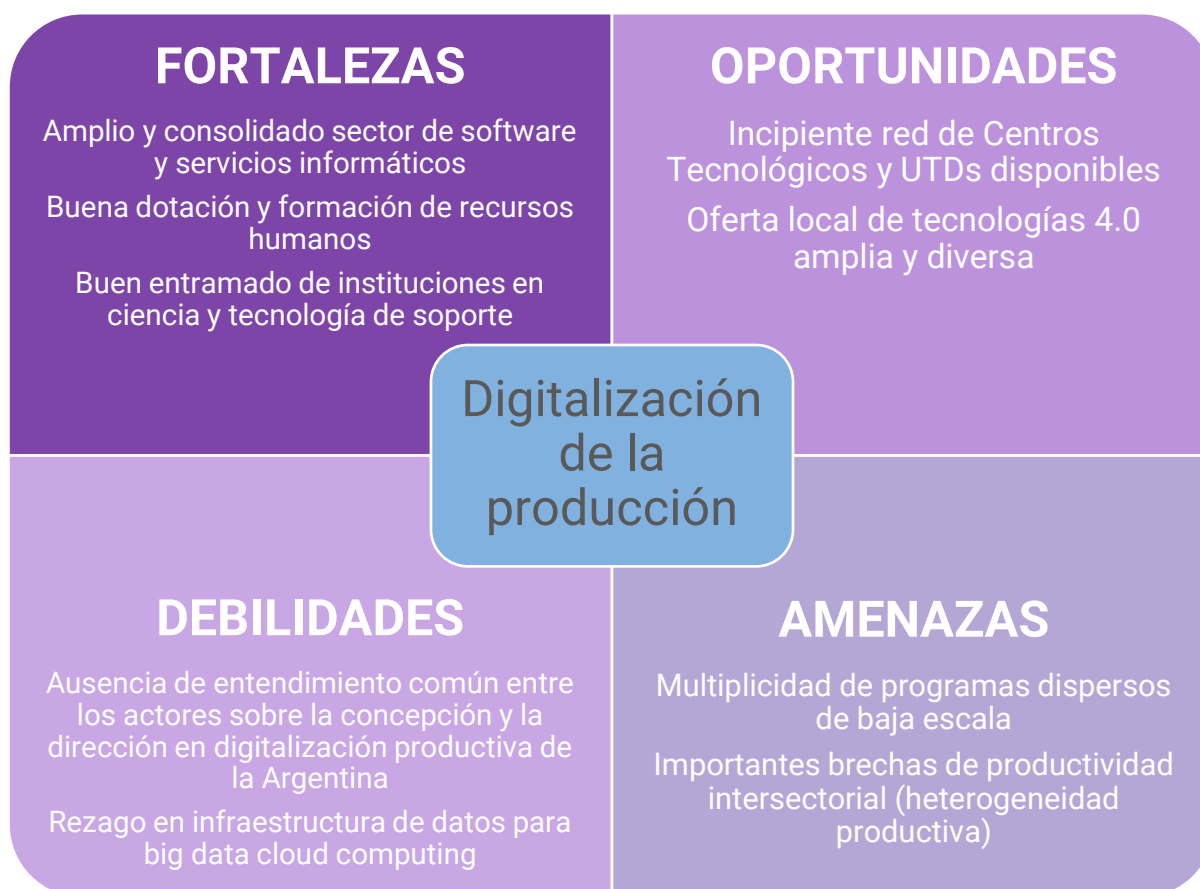 FORTALEZAS
Amplio y consolidado sector de software
y servicios informáticos
Buena dotación y formación de recursos
humanos
Buen entramado de instituciones en
ciencia y tecnología de soporte
OPORTUNIDADES
Incipiente red de Centros
Tecnológicos y UTDs disponibles
Oferta local de tecnologías 4.0
amplia y diversa
Digitalización
de la
producción
DEBILIDADES
Ausencia de entendimiento común entre
los actores sobre la concepción y la
dirección en digitalización productiva de
la Argentina
Rezago en infraestructura de datos para
big data cloud computing
AMENAZAS
Multiplicidad de programas dispersos
de baja escala
Importantes brechas de productividad
intersectorial (heterogeneidad
productiva)